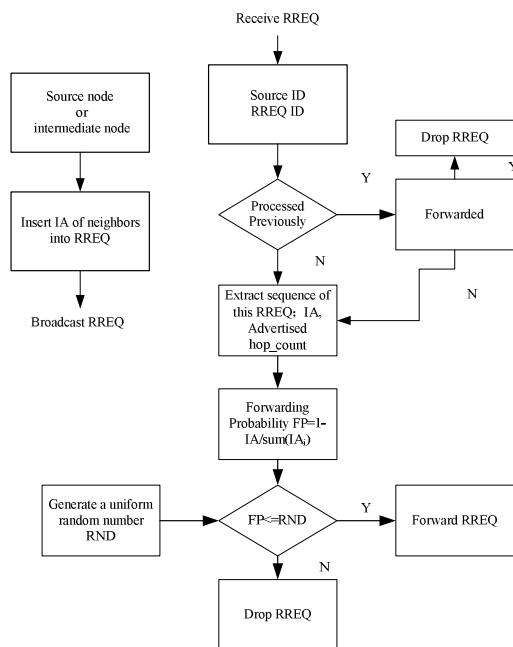 Receive RREQ
Source ID
RREQ ID
Source node
or
intermediate node
Drop RREQ
Y
Y
Processed
Previously
Forwarded
Insert IA of neighbors
into RREQ
N
N
Broadcast RREQ
Extract sequence of
this RREQ; IA,
Advertised
hop_count
Forwarding
Probability FP=1-
IA/sum(IAi)
Generate a uniform
random number
RND
FP<=RND
Y
Forward RREQ
N
Drop RREQ